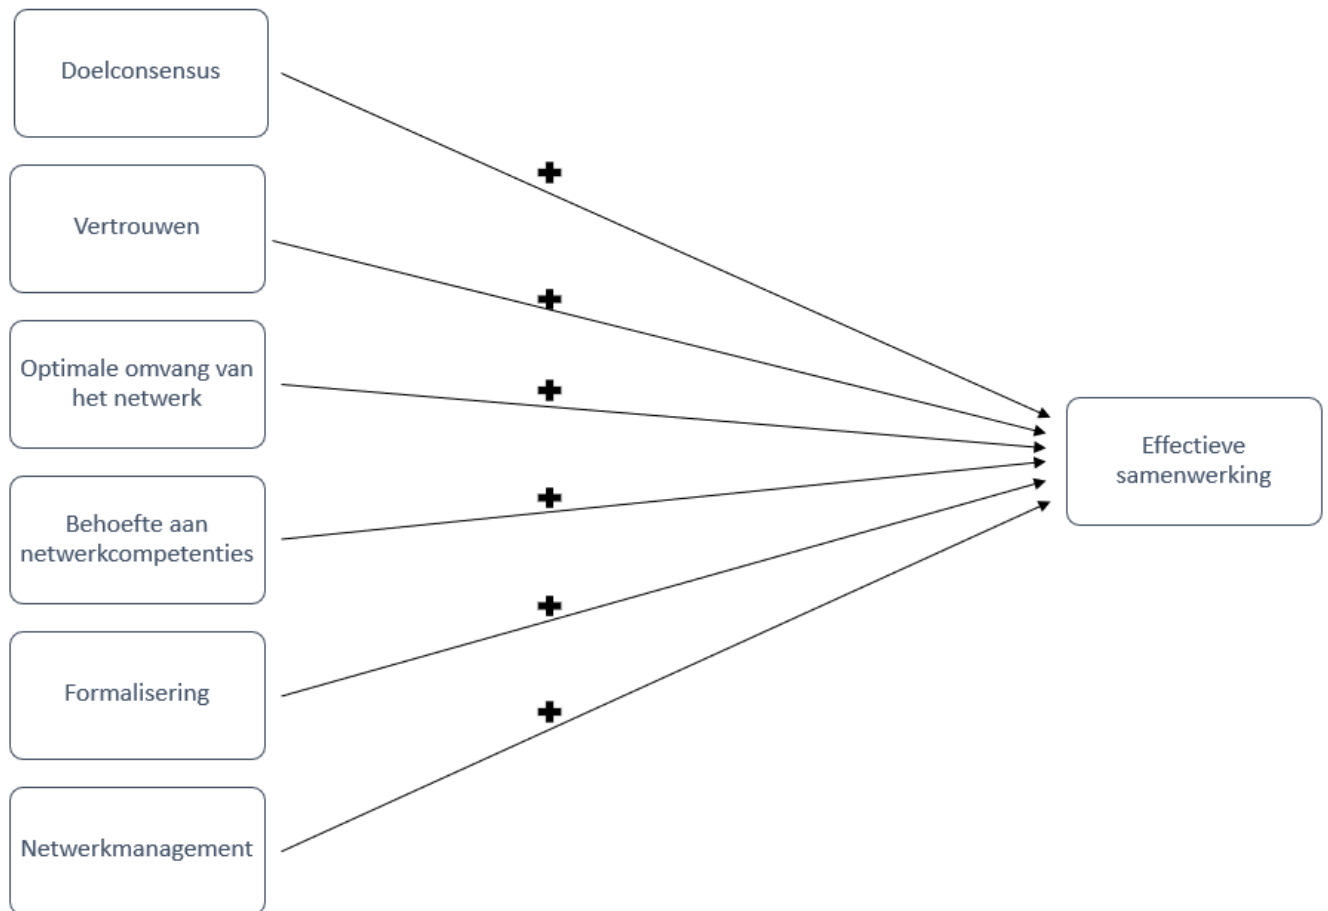 Doelconsensus
Vertrouwen
Optimale omvang van
het netwerk
Behoefte aan
netwerkcompetenties
Formalisering
Netwerkmanagement
Effectieve
samenwerking